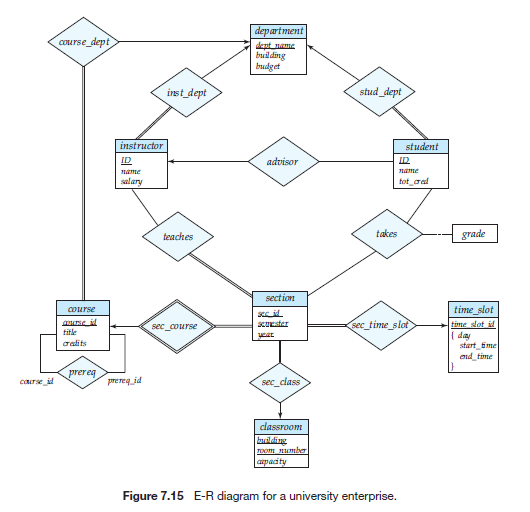 department
dept_name
building
budget
course_dept
inst_dept
stud_dept
instructor
ID
name
salary
advisor
student
ID
name
tot_cred
teaches
takes
grade
section
sec_id
semester
year
course
course_id
title
credits
sec_course
sec_time_slot
time_slot
time_slot_id
{ day
start_time
end_time
}
prereq
course_id
prereq_id
sec_class
classroom
building
room_number
capacity
Figure 7.15 E-R diagram for a university enterprise.